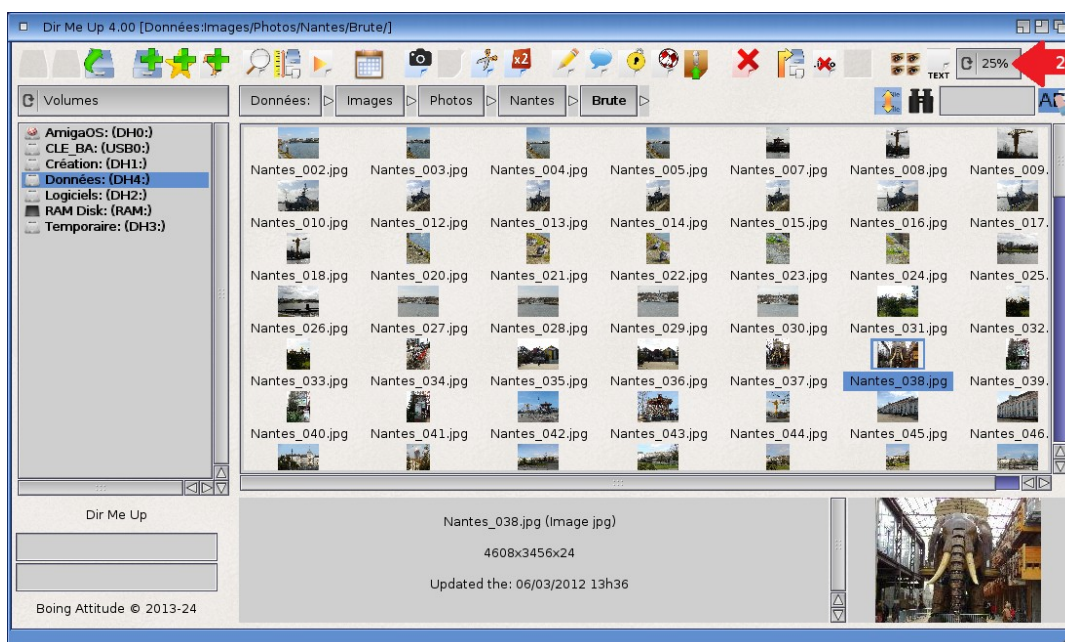 Dir Me Up 4.00 [Données:Images/Photos/Nantes/Brute/]
x2
TEXT
25%
2
Volumes
Données: Images Photos Nantes Brute
AmigaOS: (DH0:)
CLE_BA: (USB0:)
Création: (DH1:)
Données: (DH4:)
Logiciels: (DH2:)
RAM Disk: (RAM:)
Temporaire: (DH3:)
Nantes_002.jpg Nantes_003.jpg Nantes_004.jpg Nantes_005.jpg Nantes_007.jpg Nantes_008.jpg Nantes_009.
Nantes_010.jpg Nantes_012.jpg Nantes_013.jpg Nantes_014.jpg Nantes_015.jpg Nantes_016.jpg Nantes_017.
Nantes_018.jpg Nantes_020.jpg Nantes_021.jpg Nantes_022.jpg Nantes_023.jpg Nantes_024.jpg Nantes_025.
Nantes_026.jpg Nantes_027.jpg Nantes_028.jpg Nantes_029.jpg Nantes_030.jpg Nantes_031.jpg Nantes_032.
Nantes_033.jpg Nantes_034.jpg Nantes_035.jpg Nantes_036.jpg Nantes_037.jpg Nantes_038.jpg Nantes_039.
Nantes_040.jpg Nantes_041.jpg Nantes_042.jpg Nantes_043.jpg Nantes_044.jpg Nantes_045.jpg Nantes_046.
Dir Me Up
Boing Attitude © 2013-24
Nantes_038.jpg (Image jpg)
4608x3456x24
Updated the: 06/03/2012 13h36